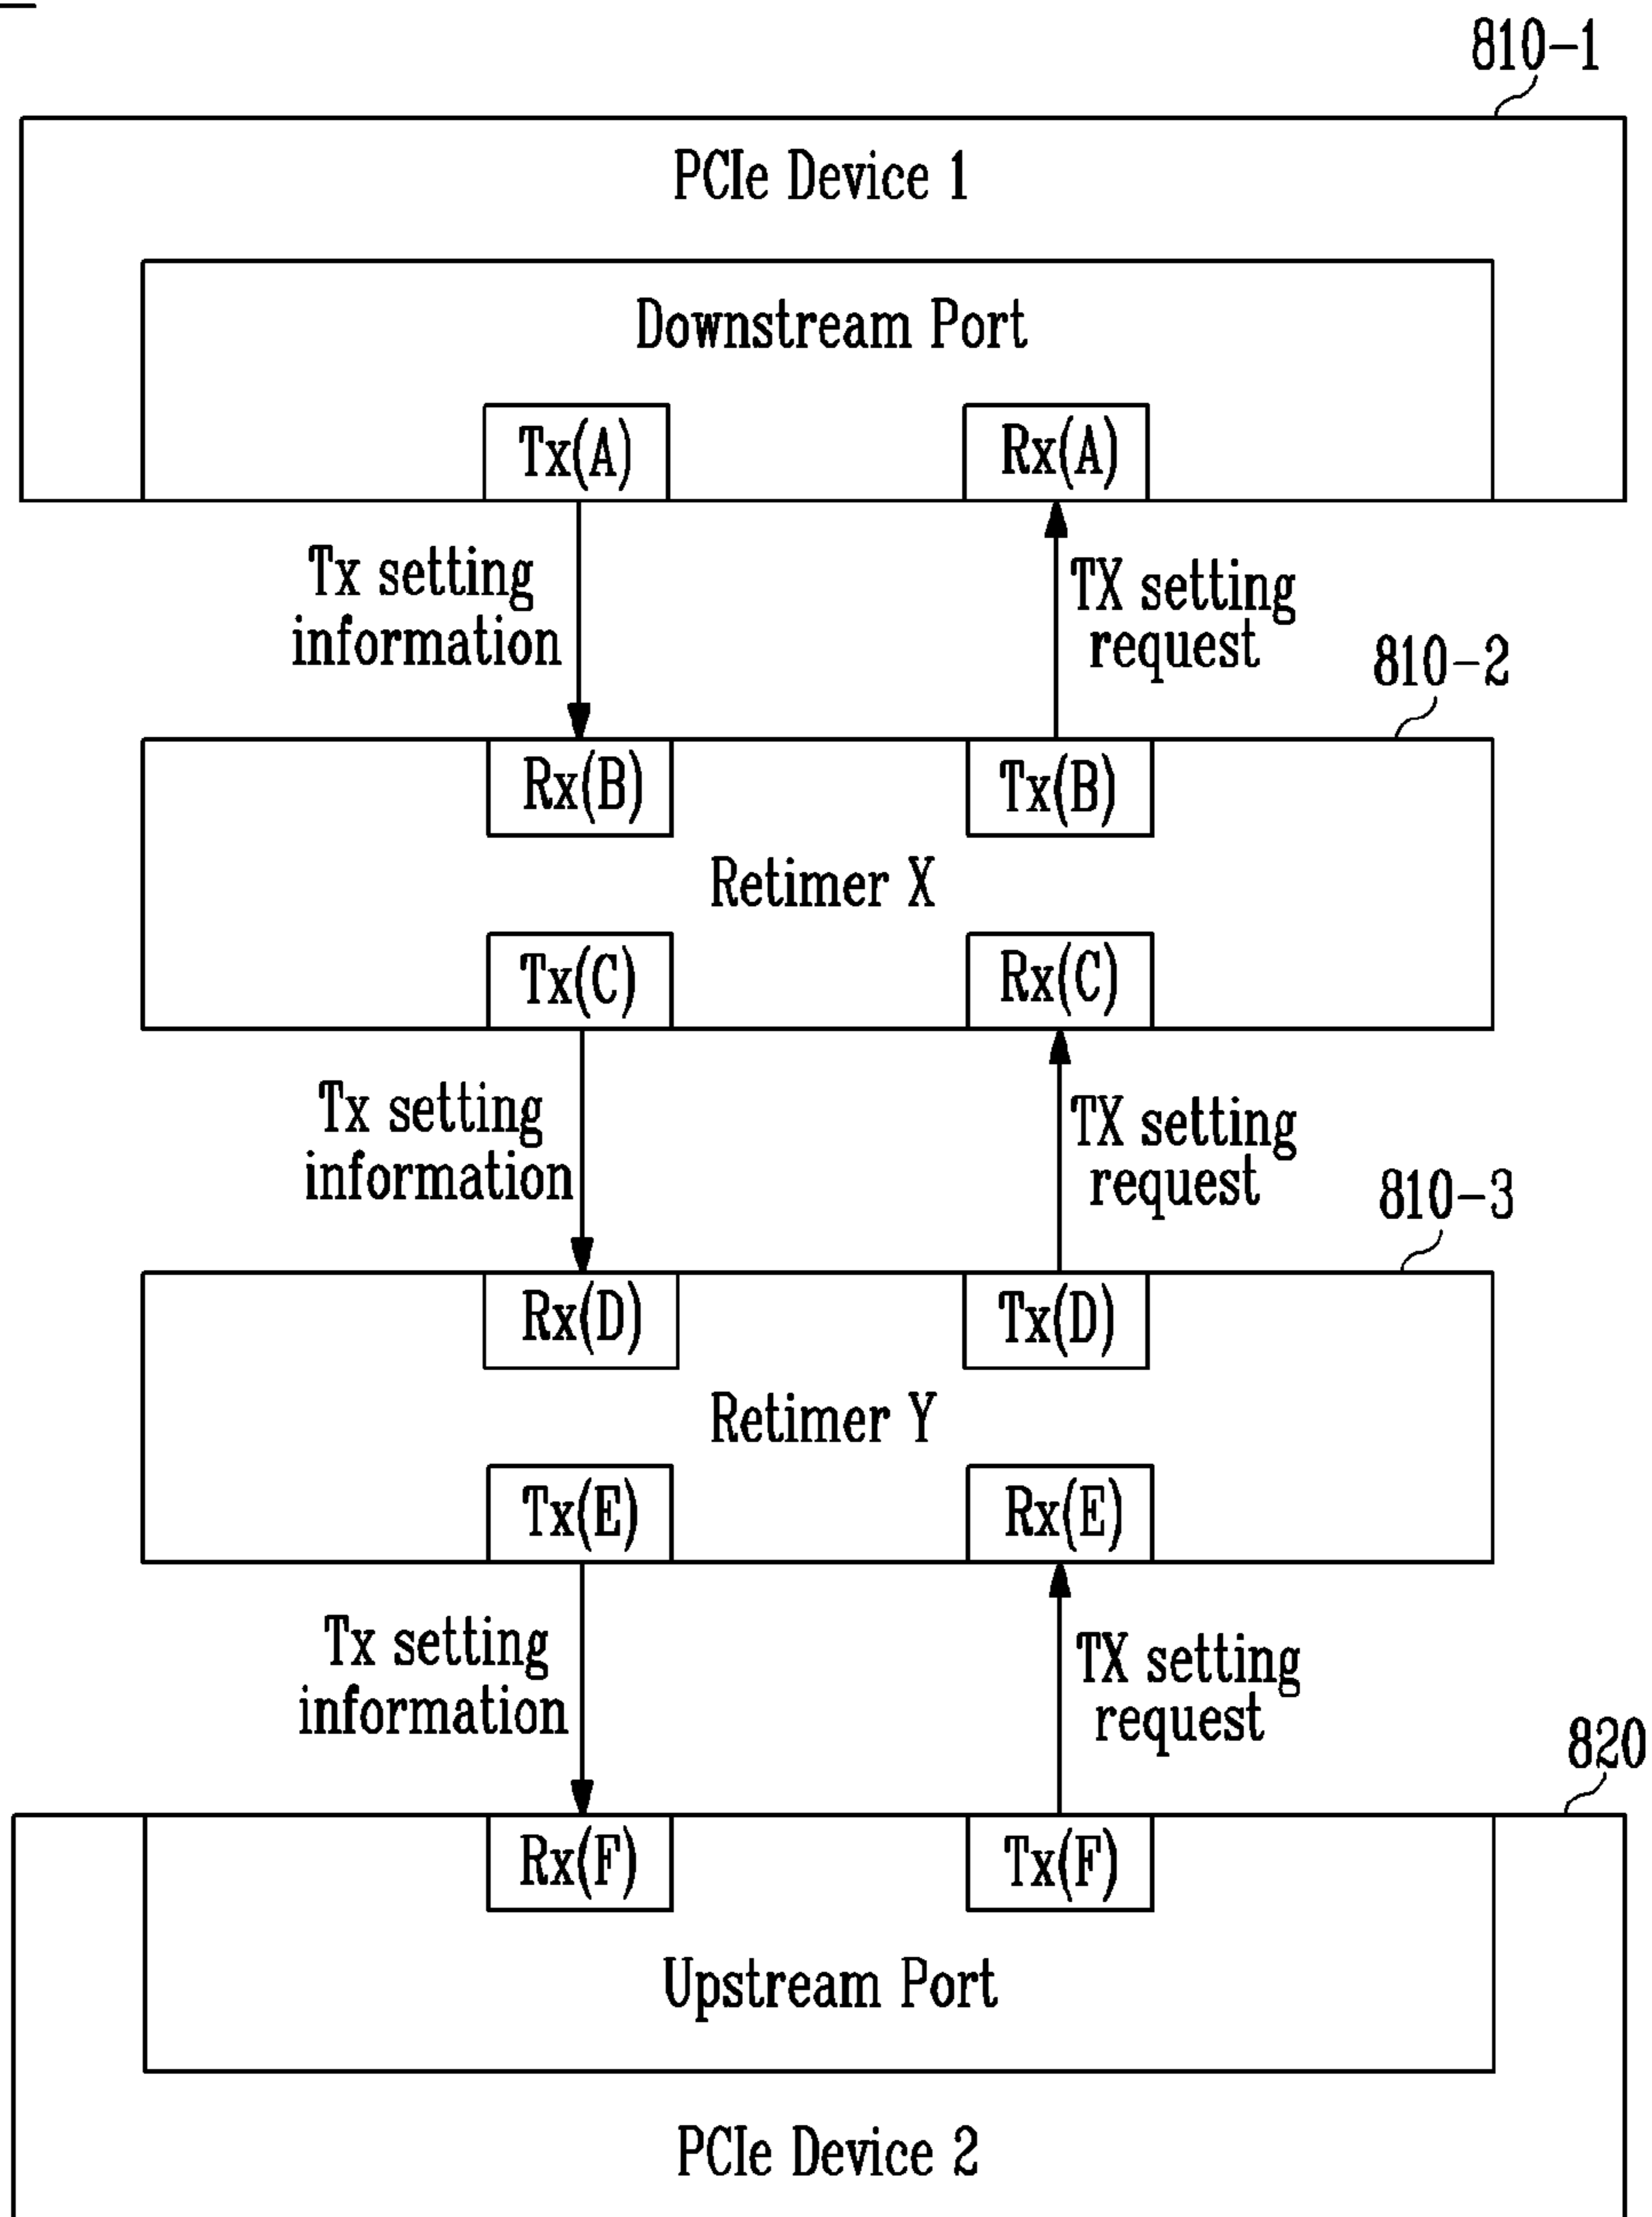 810-1
PCIe Device 1
Downstream Port
Tx(A)
Rx(A)
Tx setting
information
TX setting
request
810-2
Rx(B)
Tx(B)
Retimer X
Tx(C)
Rx(C)
Tx setting
information
TX setting
request
810-3
Rx(D)
Tx(D)
Retimer Y
Tx(E)
Rx(E)
Tx setting
information
TX setting
request
820
Rx(F)
Tx(F)
Upstream Port
PCIe Device 2